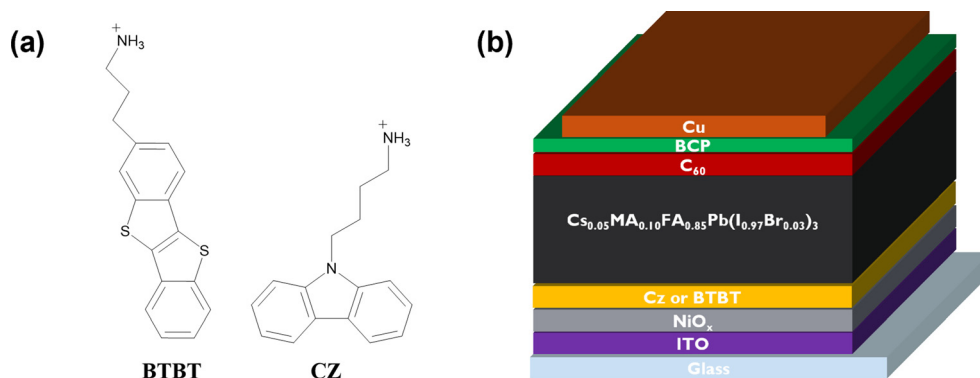 (a)
+
NH3
S
S
BTBT
+
NH3
N
CZ
(b)
Cu
BCP
C60
Cs0.05MA0.10FA0.85Pb(I0.97Br0.03)3
Cz or BTBT
NiOx
ITO
Glass